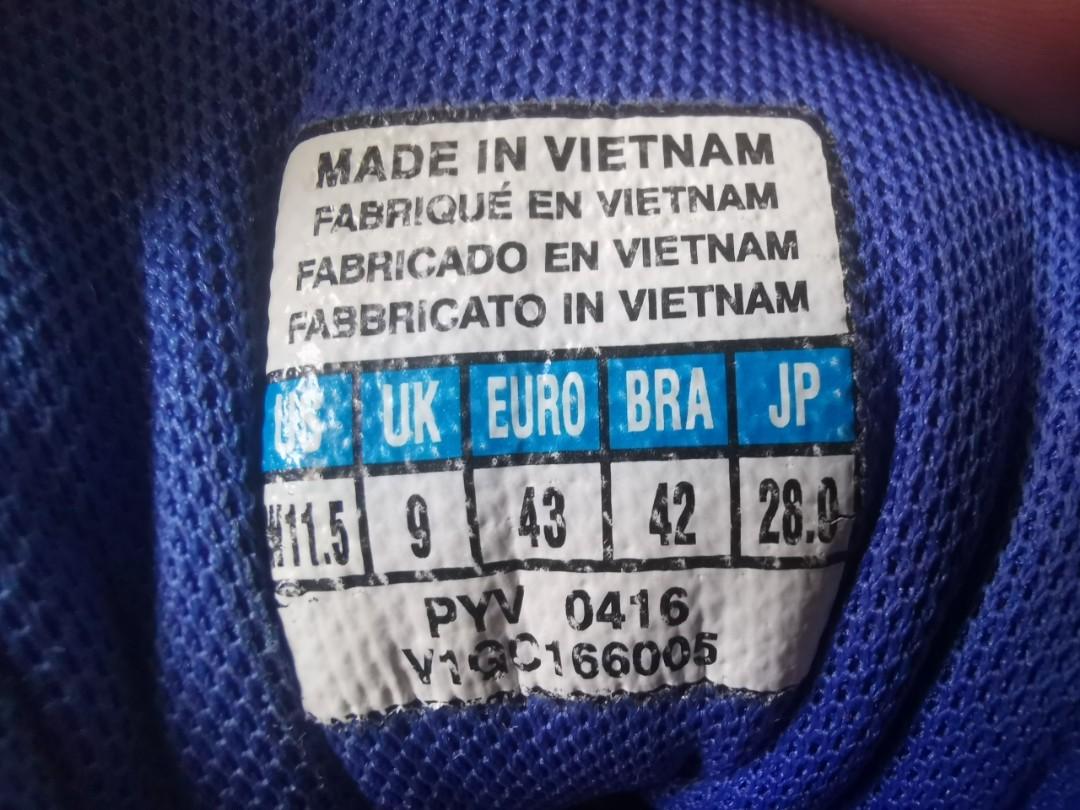 MADE IN VIETNAM
FABRIQUÉ EN VIETNAM
FABRICADO EN VIETNAM
FABBRICATO IN VIETNAM
US UK EURO BRA JP
11.5 9 43 42 28.0
PYV 0416
V1GC166005